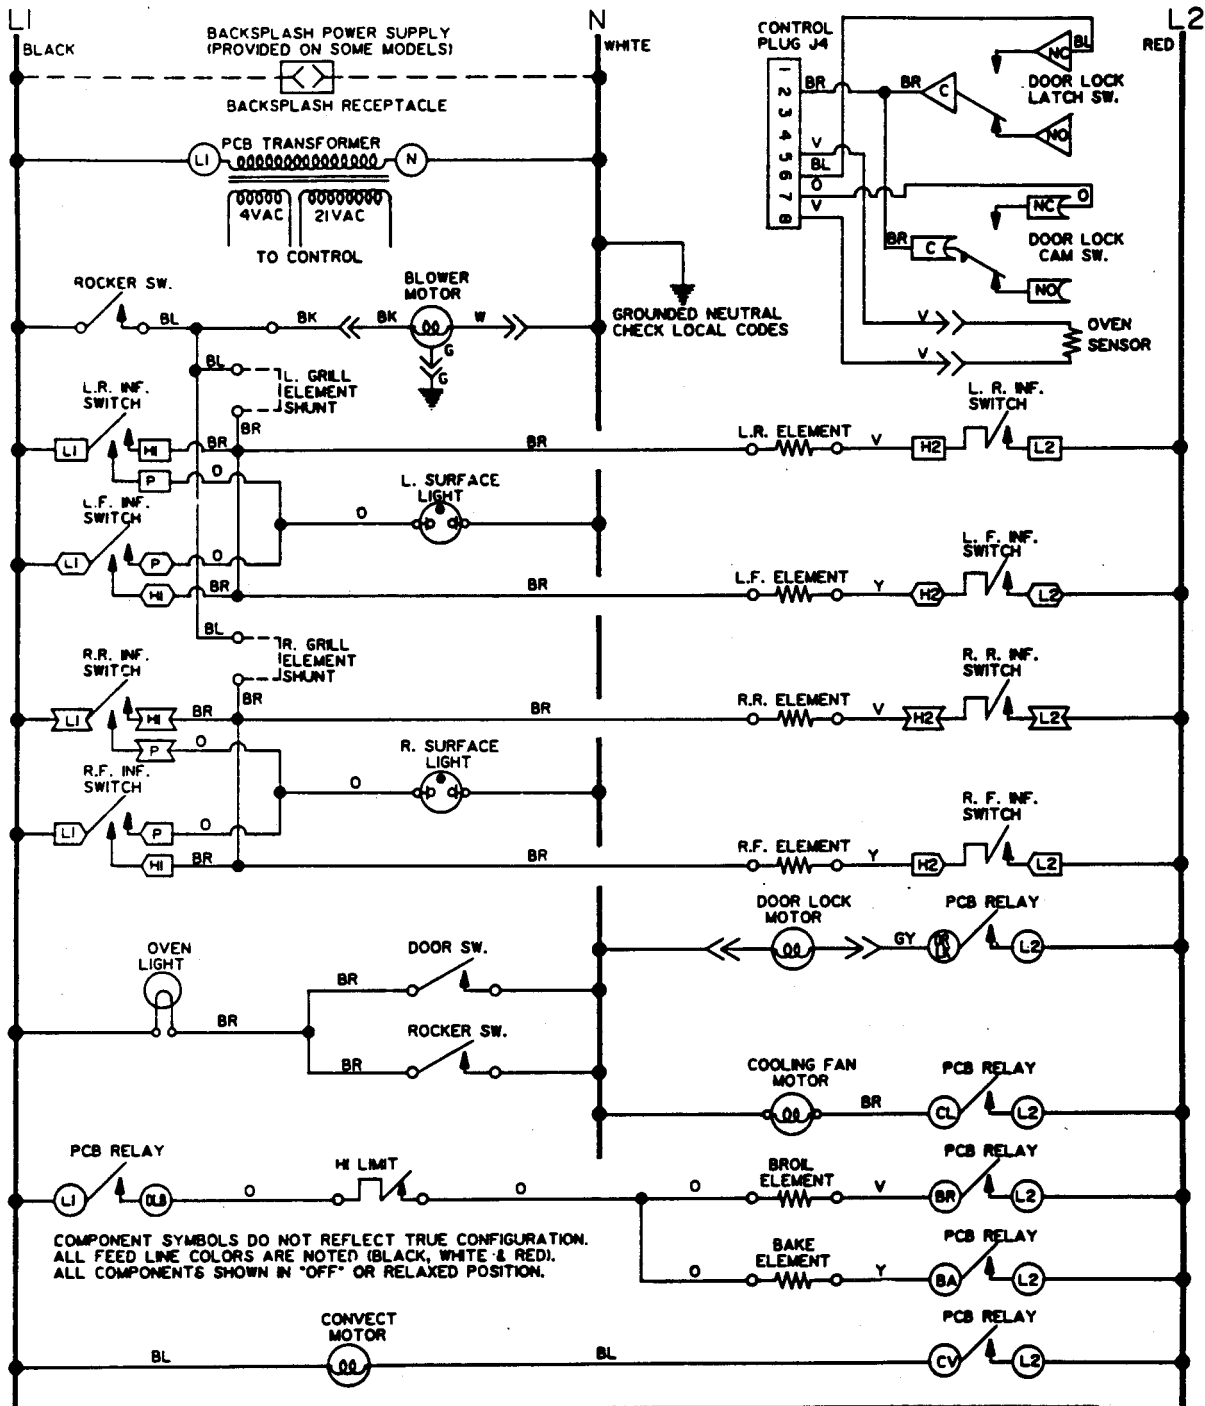 L1
N
L2
BLACK
WHITE
RED
BACKSPLASH POWER SUPPLY
(PROVIDED ON SOME MODELS)
BACKSPLASH RECEPTACLE
L1
PCB TRANSFORMER
N
4VAC
21VAC
TO CONTROL
CONTROL
PLUG J4
1
2
3
4
5
6
7
8
BR
V
BL
O
V
BR
C
NC
BL
DOOR LOCK
LATCH SW.
NO
BR
C
NC
O
DOOR LOCK
CAM SW.
NO
V
V
OVEN
SENSOR
GROUNDED NEUTRAL
CHECK LOCAL CODES
ROCKER SW.
BL
BK
BK
BLOWER
MOTOR
W
G
G
BL
L. GRILL
ELEMENT
SHUNT
BR
L.R. INF.
SWITCH
L1
HI
BR
BR
L.R. ELEMENT
V
H2
L. R. INF.
SWITCH
L2
P
O
L. SURFACE
LIGHT
O
L.F. INF.
SWITCH
L1
P
O
HI
BR
BR
L.F. ELEMENT
Y
H2
L. F. INF.
SWITCH
L2
BL
R. GRILL
ELEMENT
SHUNT
BR
R.R. INF.
SWITCH
L1
HI
BR
BR
R.R. ELEMENT
V
H2
R. R. INF.
SWITCH
L2
P
O
R. SURFACE
LIGHT
O
R.F. INF.
SWITCH
L1
P
O
HI
BR
BR
R.F. ELEMENT
Y
H2
R. F. INF.
SWITCH
L2
DOOR LOCK
MOTOR
GY
DR
LK
PCB RELAY
L2
OVEN
LIGHT
BR
BR
DOOR SW.
BR
ROCKER SW.
COOLING FAN
MOTOR
BR
CL
PCB RELAY
L2
PCB RELAY
L1
DLB
O
HI LIMIT
O
O
BROIL
ELEMENT
V
BR
PCB RELAY
L2
O
BAKE
ELEMENT
Y
BA
PCB RELAY
L2
COMPONENT SYMBOLS DO NOT REFLECT TRUE CONFIGURATION.
ALL FEED LINE COLORS ARE NOTED (BLACK, WHITE & RED).
ALL COMPONENTS SHOWN IN "OFF" OR RELAXED POSITION.
BL
CONVECT
MOTOR
BL
CV
PCB RELAY
L2